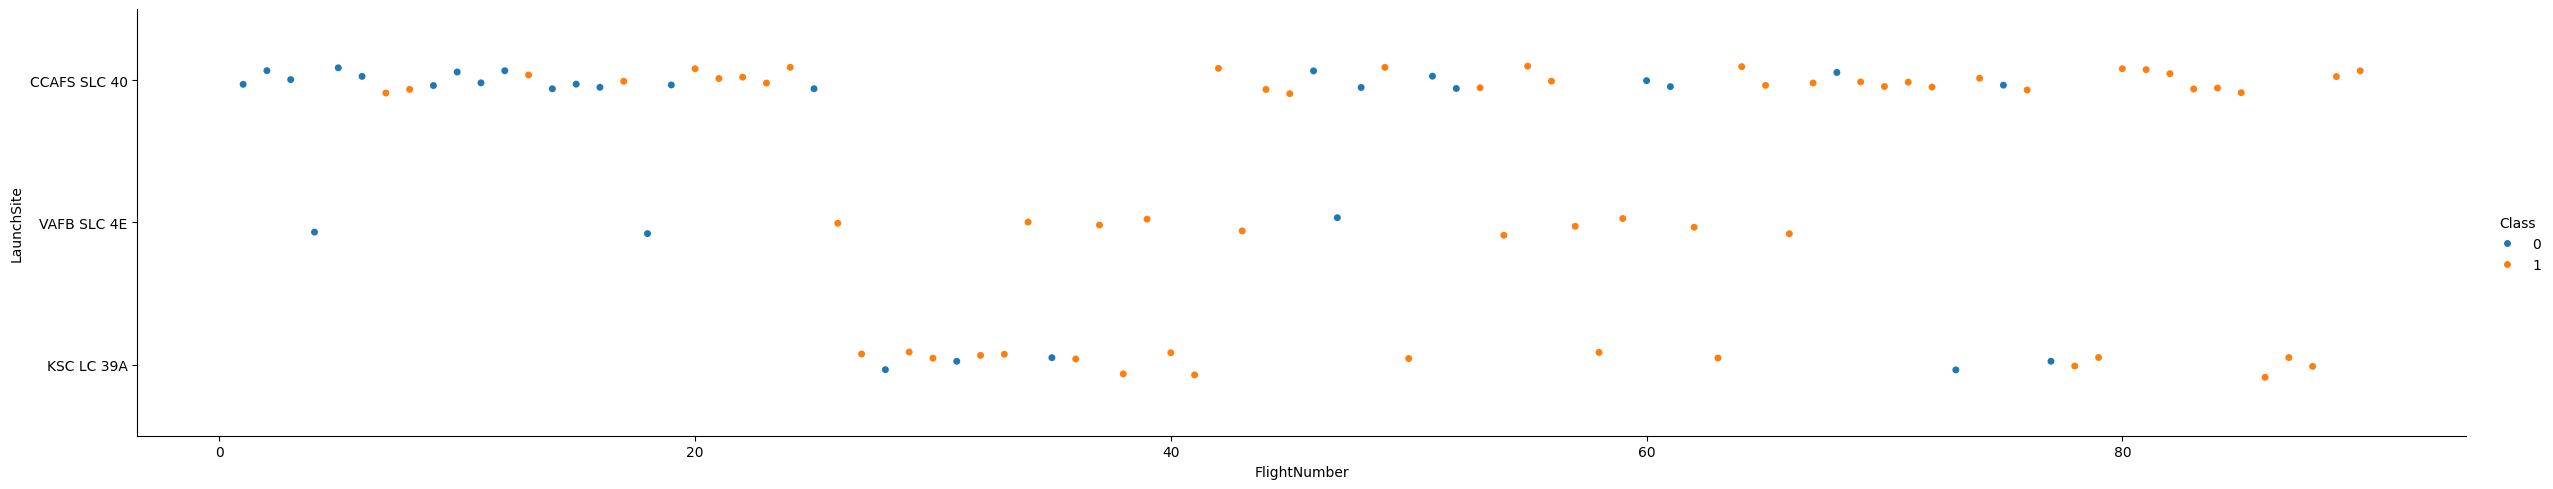 LaunchSite
CCAFS SLC 40
VAFB SLC 4E
KSC LC 39A
0 20 40 60 80
FlightNumber
Class
0
1